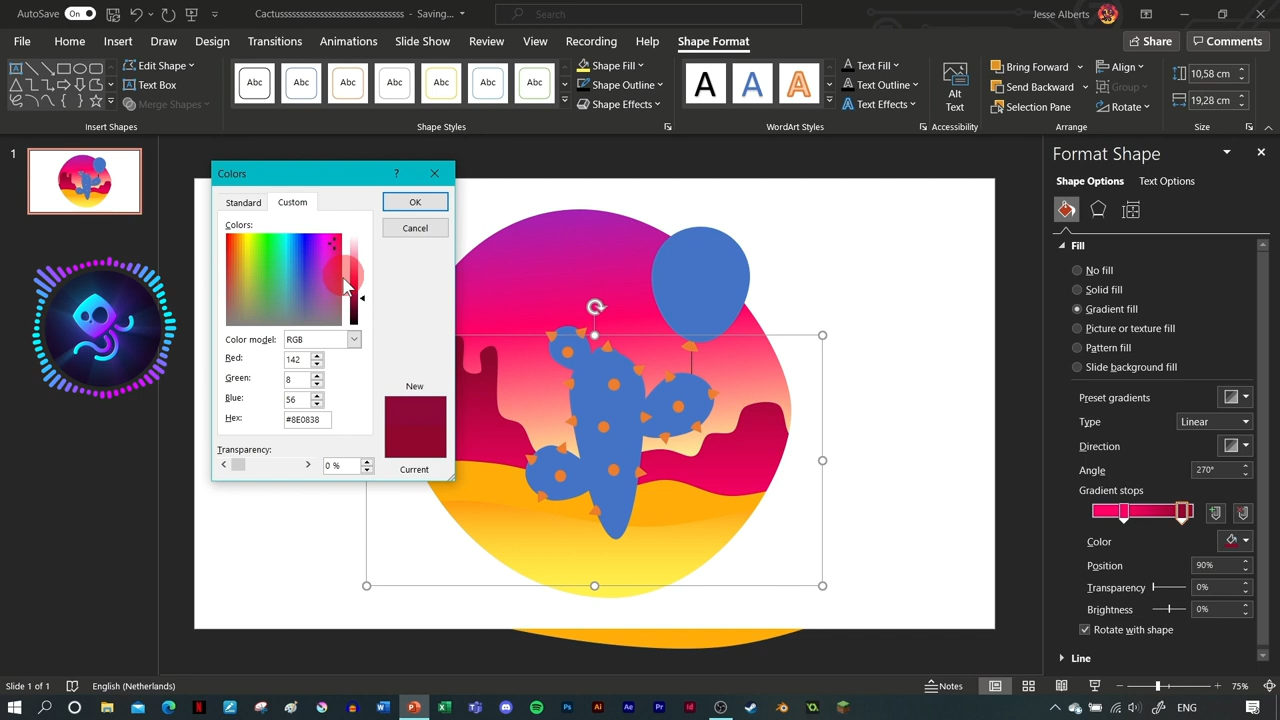 AutoSave On
Cactusssssssssssssssssssssssssssssss - Saving...
Search
Jesse Alberts
File Home Insert Draw Design Transitions Animations Slide Show Review View Recording Help Shape Format
Share Comments
Edit Shape
Text Box
Merge Shapes
Insert Shapes
Abc Abc Abc Abc Abc Abc Abc
Shape Fill
Shape Outline
Shape Effects
Shape Styles
A A A
Text Fill
Text Outline
Text Effects
WordArt Styles
Alt
Text
Accessibility
Bring Forward
Send Backward
Selection Pane
Align
Group
Rotate
Arrange
10,58 cm
19,28 cm
Size
1
Colors ?
Standard Custom
OK
Cancel
Colors:
Color model: RGB
Red: 142
Green: 8
Blue: 56
Hex: #8E0838
Transparency:
0 %
New
Current
Format Shape
Shape Options Text Options
Fill
No fill
Solid fill
Gradient fill
Picture or texture fill
Pattern fill
Slide background fill
Preset gradients
Type Linear
Direction
Angle 270°
Gradient stops
Color
Position 90%
Transparency 0%
Brightness 0%
Rotate with shape
Line
Slide 1 of 1 English (Netherlands)
Notes
75%
ENG